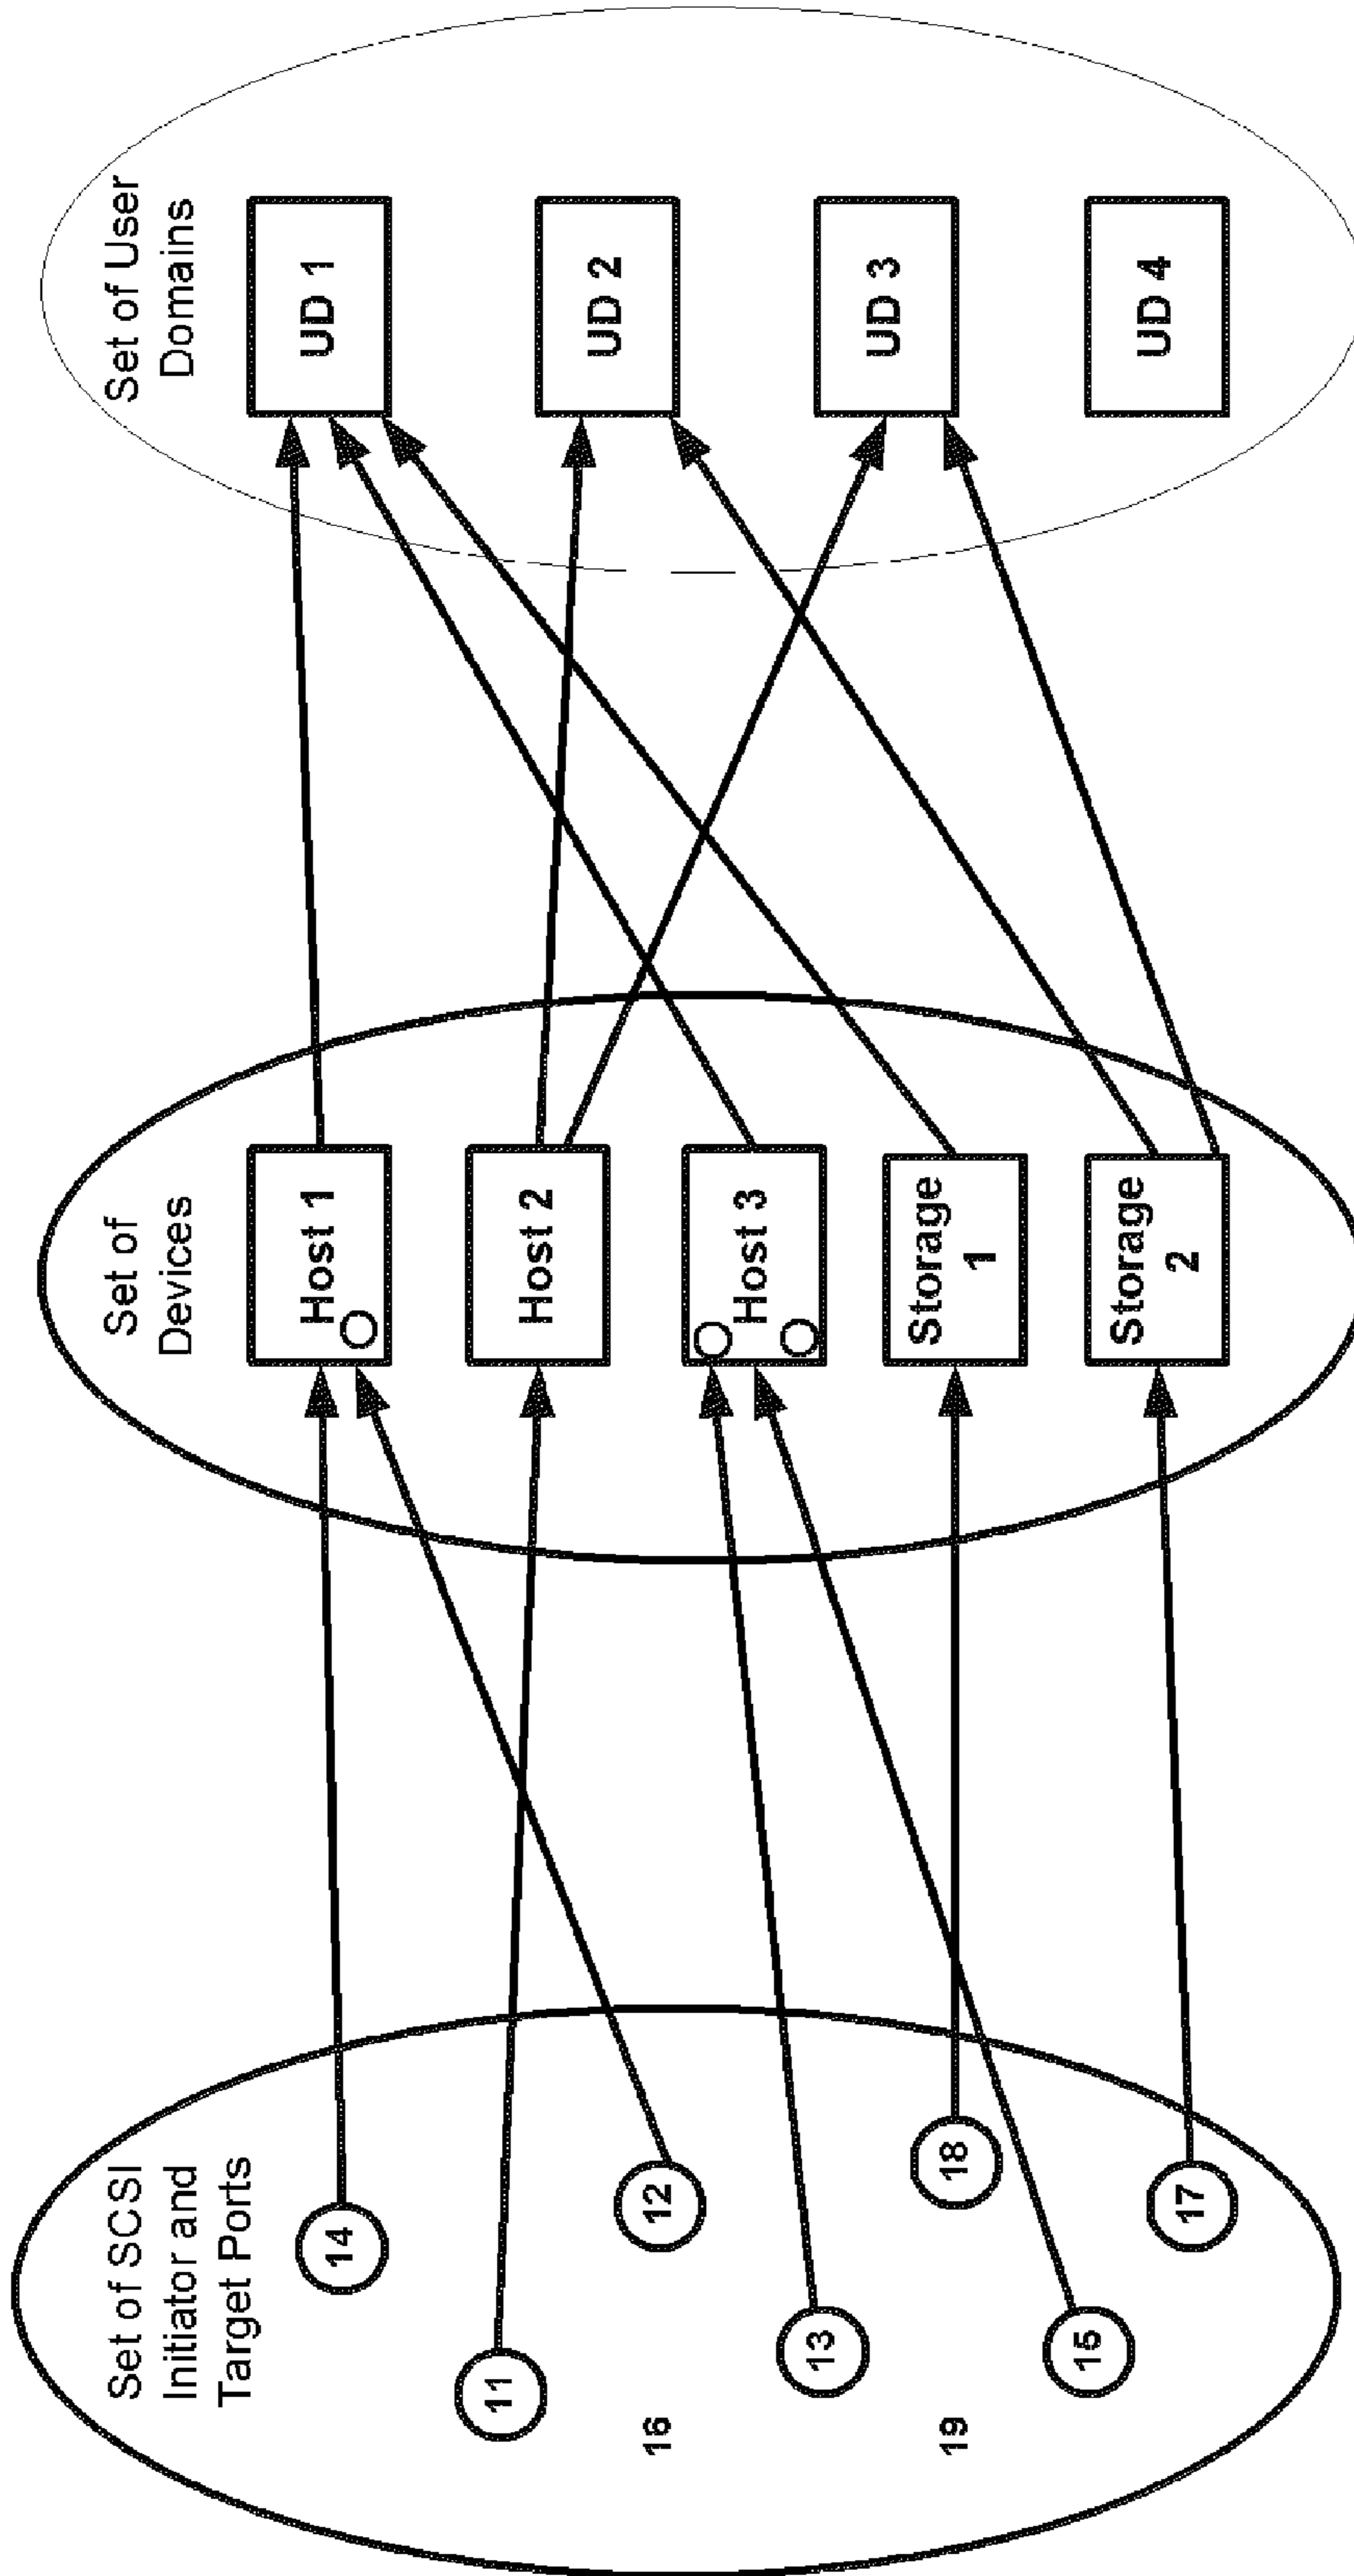 Set of SCSI
Initiator and
Target Ports
14
11
12
16
13
18
19
15
17
Set of
Devices
Host 1
Host 2
Host 3
Storage
1
Storage
2
Set of User
Domains
UD 1
UD 2
UD 3
UD 4